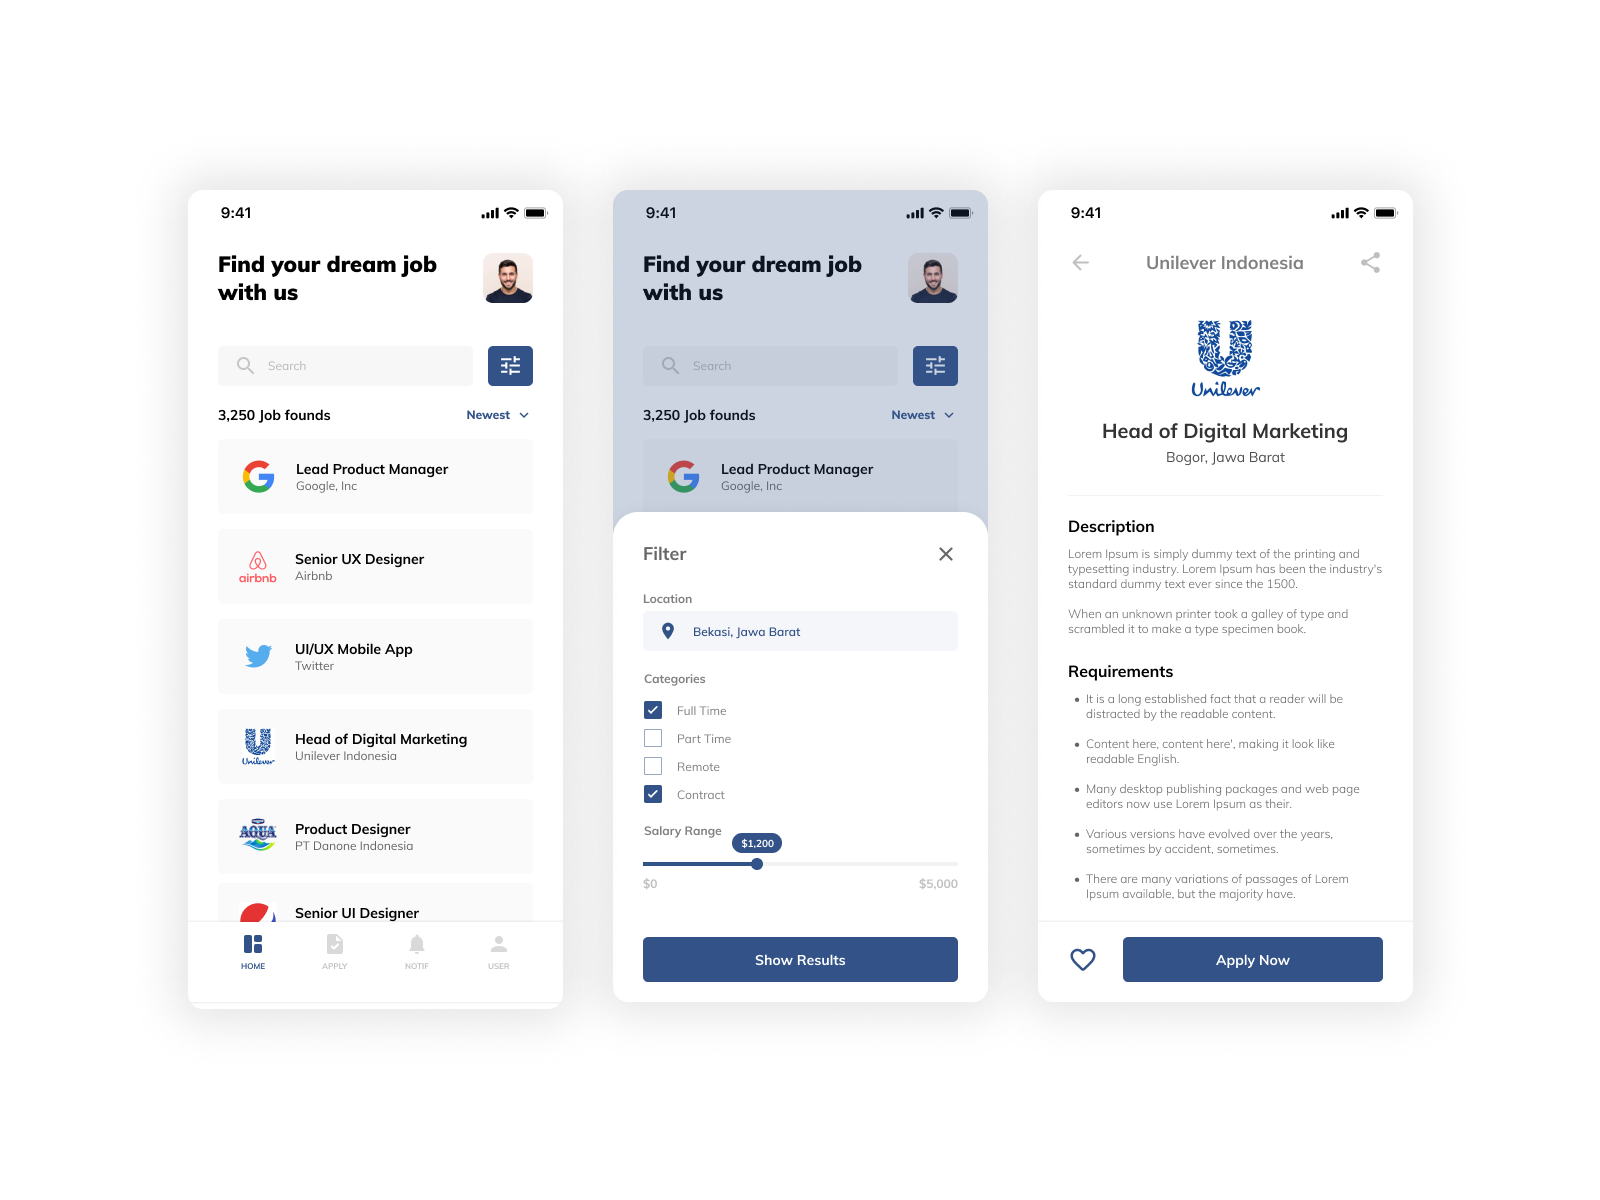 9:41
Find your dream job
with us
Search
3,250 Job founds
Newest
Lead Product Manager
Google, Inc
airbnb
Senior UX Designer
Airbnb
UI/UX Mobile App
Twitter
Unilever
Head of Digital Marketing
Unilever Indonesia
AQUA
Product Designer
PT Danone Indonesia
Senior UI Designer
HOME
APPLY
NOTIF
USER
9:41
Find your dream job
with us
Search
3,250 Job founds
Newest
Lead Product Manager
Google, Inc
Filter
Location
Bekasi, Jawa Barat
Categories
Full Time
Part Time
Remote
Contract
Salary Range
$1,200
$0
$5,000
Show Results
9:41
Unilever Indonesia
Unilever
Head of Digital Marketing
Bogor, Jawa Barat
Description
Lorem Ipsum is simply dummy text of the printing and
typesetting industry. Lorem Ipsum has been the industry's
standard dummy text ever since the 1500.
When an unknown printer took a galley of type and
scrambled it to make a type specimen book.
Requirements
• It is a long established fact that a reader will be
distracted by the readable content.
• Content here, content here', making it look like
readable English.
• Many desktop publishing packages and web page
editors now use Lorem Ipsum as their.
• Various versions have evolved over the years,
sometimes by accident, sometimes.
• There are many variations of passages of Lorem
Ipsum available, but the majority have.
Apply Now